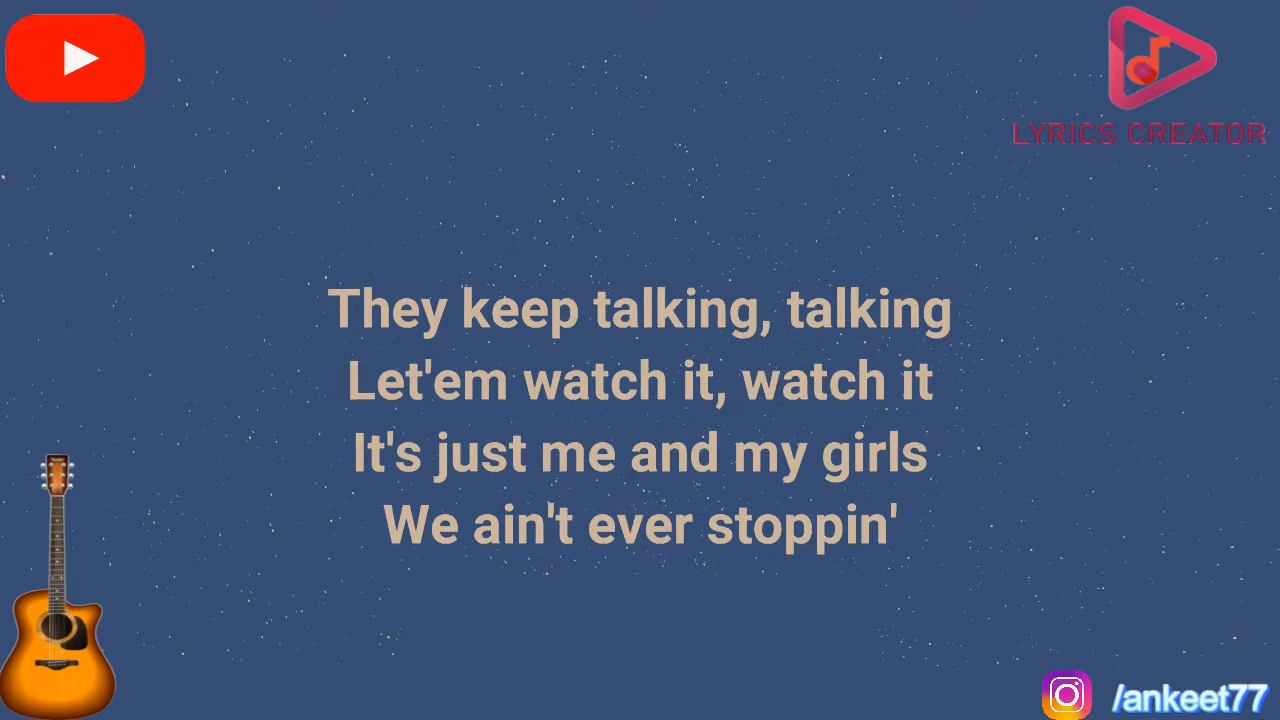 LYRICS CREATOR
They keep talking, talking
Let'em watch it, watch it
It's just me and my girls
We ain't ever stoppin'
/ankeet77